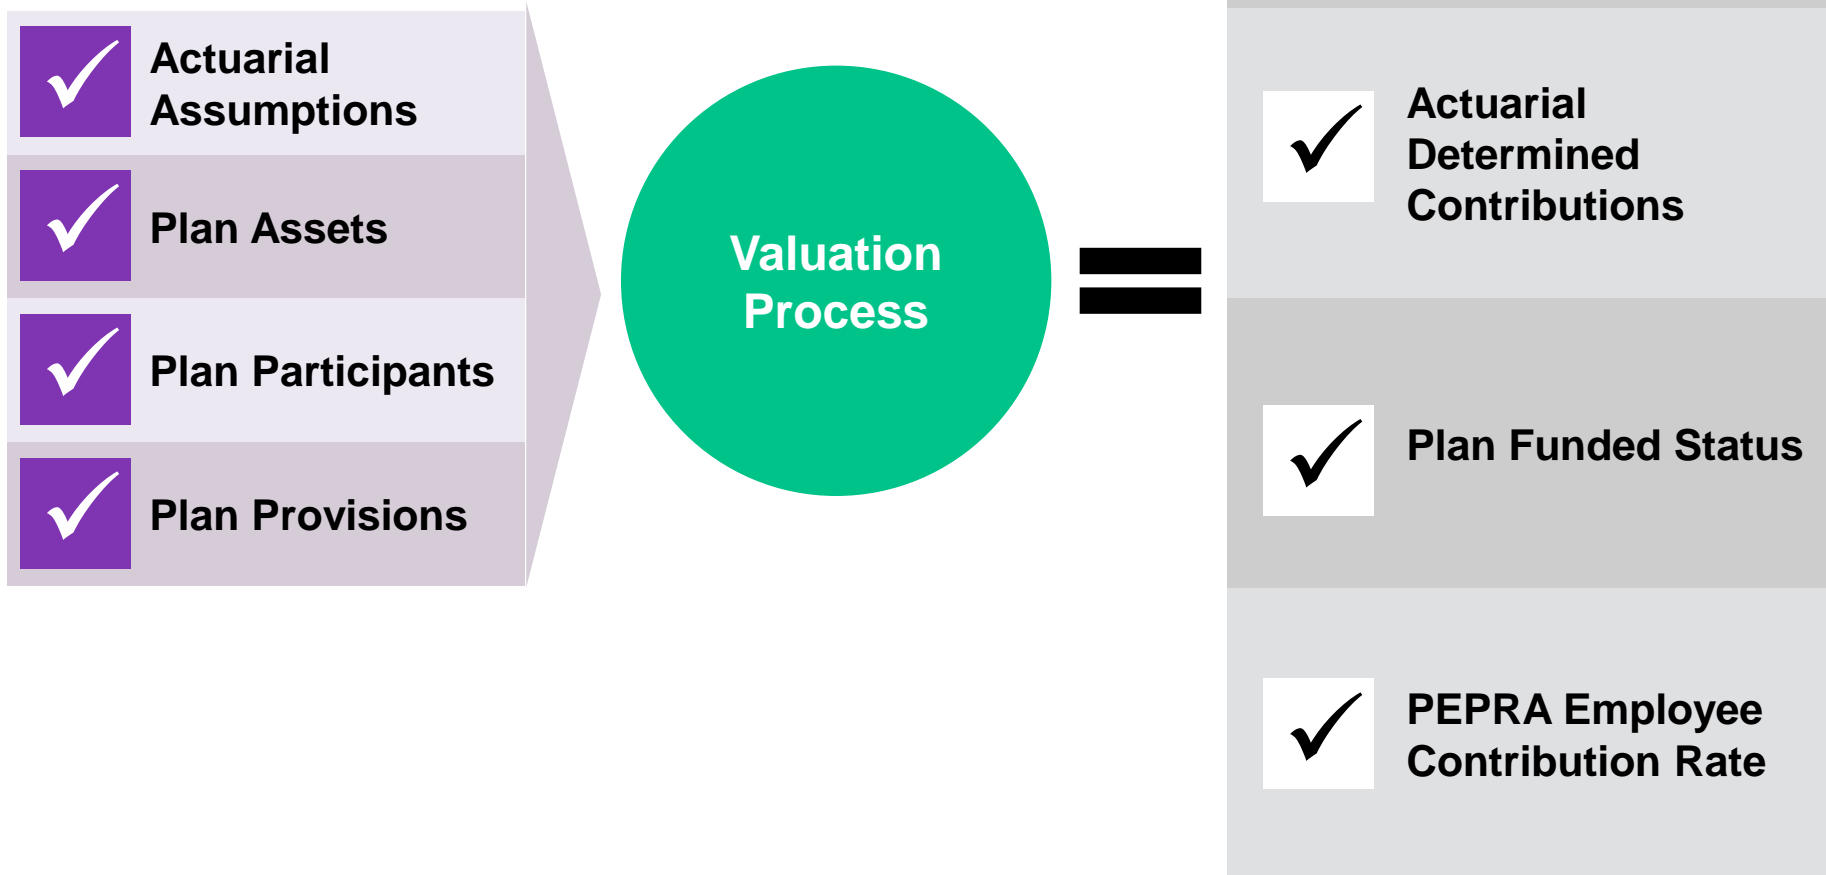 Actuarial
Assumptions
Plan Assets
Plan Participants
Plan Provisions
Valuation
Process
Actuarial
Determined
Contributions
Plan Funded Status
PEPRA Employee
Contribution Rate